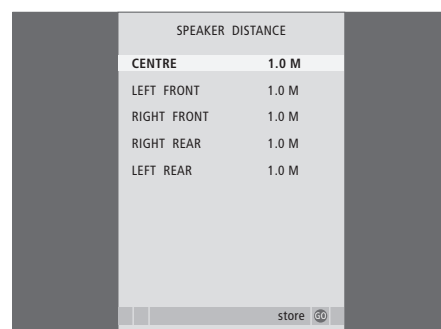 SPEAKER DISTANCE
CENTRE 1.0 M
LEFT FRONT 1.0 M
RIGHT FRONT 1.0 M
RIGHT REAR 1.0 M
LEFT REAR 1.0 M
store GO